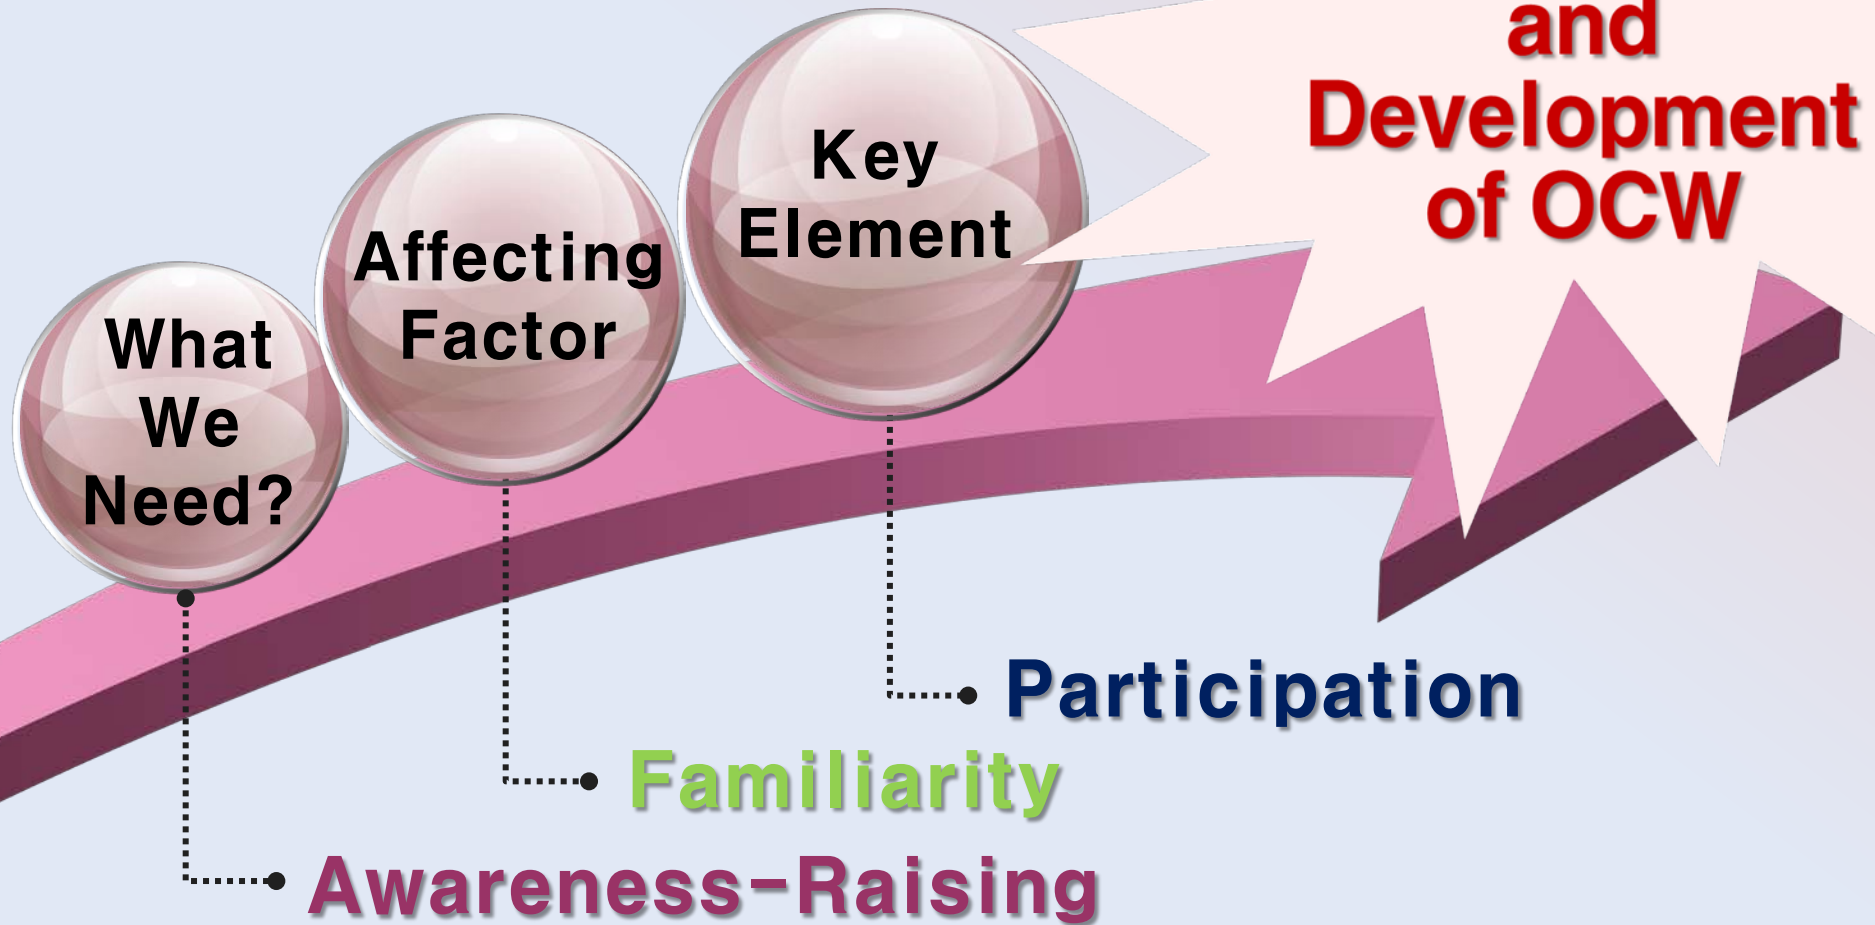 and
Development
of OCW
Key
Element
Affecting
Factor
What
We
Need?
Participation
Familiarity
Awareness-Raising